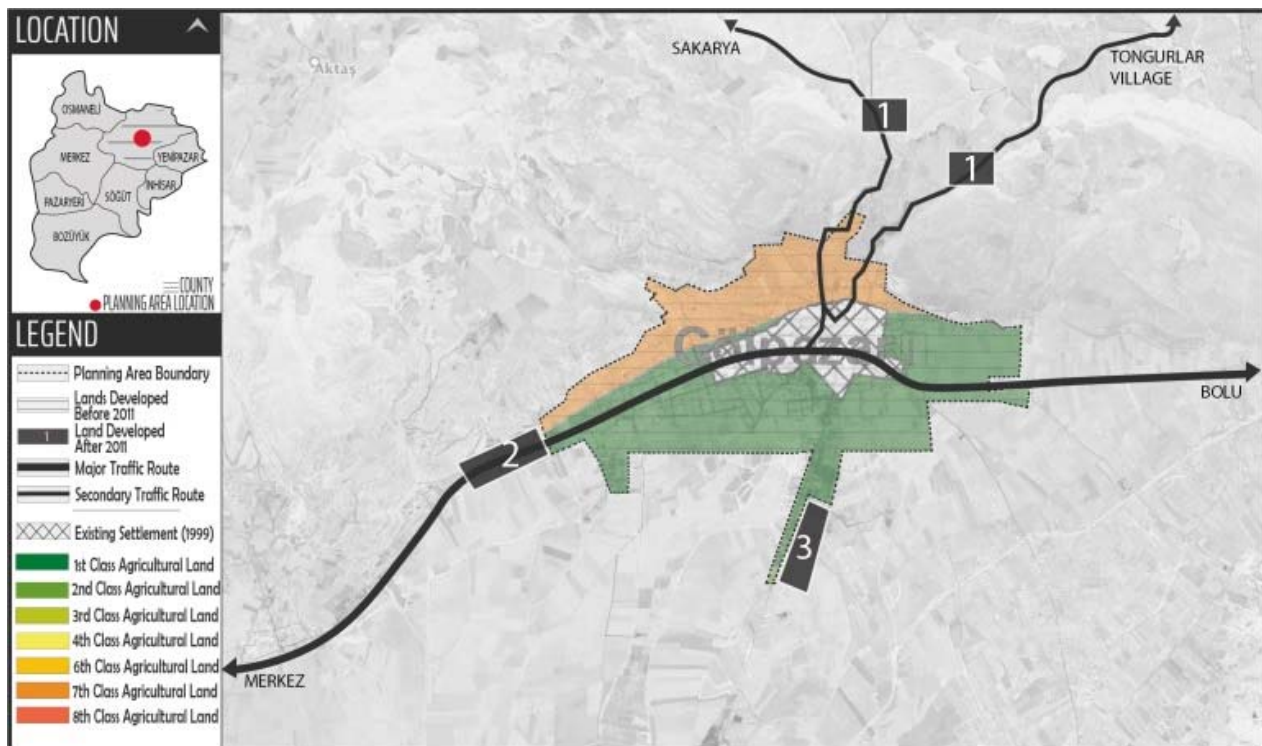 LOCATION
OSMANELİ
MERKEZ
YENİPAZAR
İNHİSAR
SÖĞÜT
PAZARYERİ
BOZÜYÜK
COUNTY
PLANNING AREA LOCATION
LEGEND
Planning Area Boundary
Lands Developed
Before 2011
1
Land Developed
After 2011
Major Traffic Route
Secondary Traffic Route
Existing Settlement (1999)
1st Class Agricultural Land
2nd Class Agricultural Land
3rd Class Agricultural Land
4th Class Agricultural Land
6th Class Agricultural Land
7th Class Agricultural Land
8th Class Agricultural Land
Aktaş
SAKARYA
TONGURLAR
VILLAGE
1
1
Gölpazarı
BOLU
2
3
MERKEZ